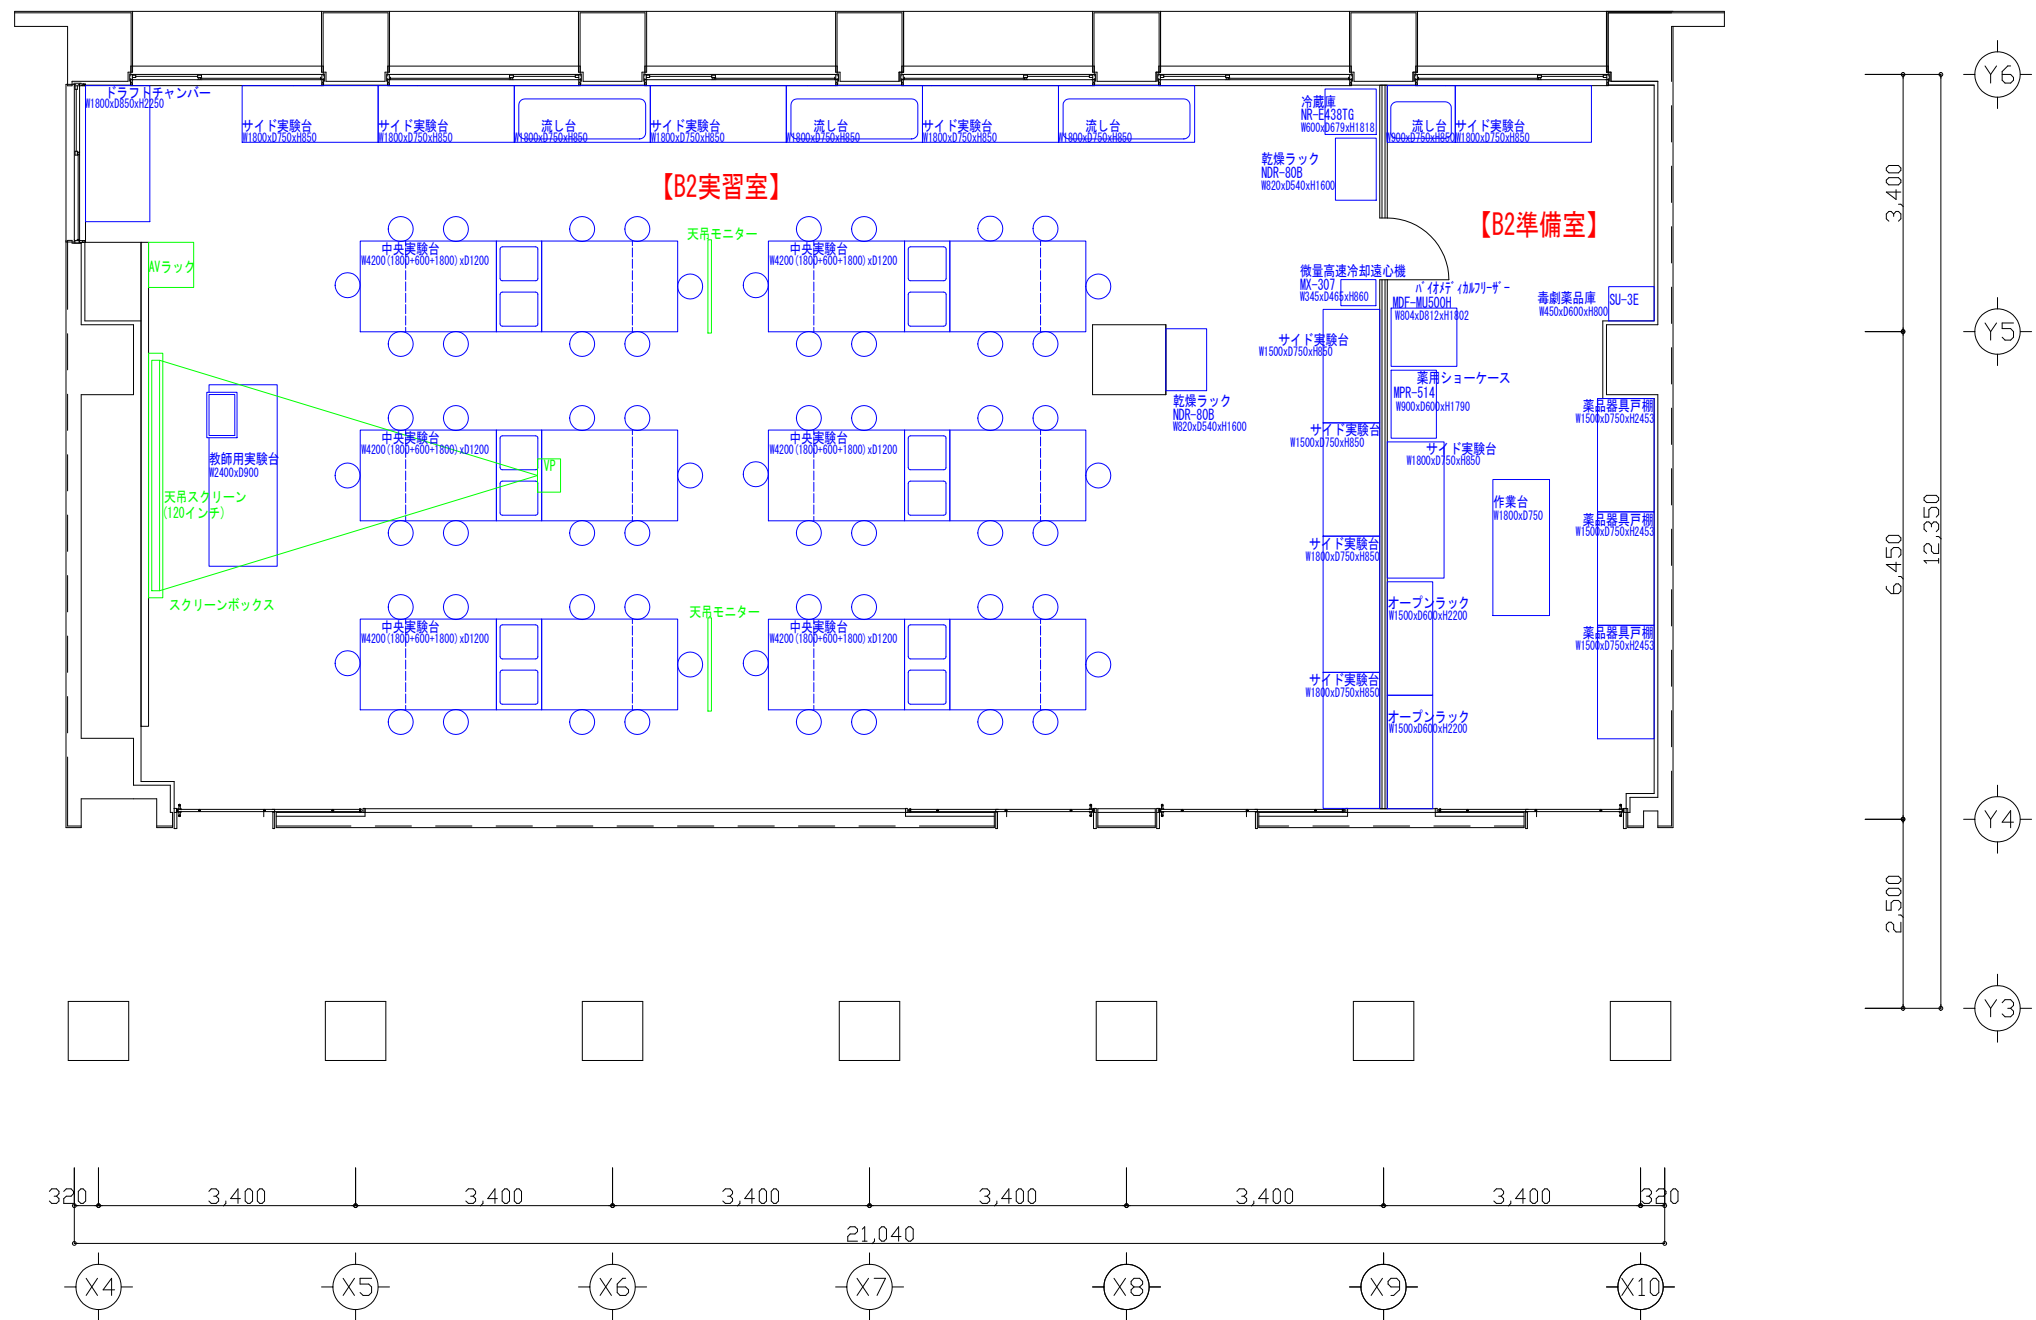 ドラフトチャンバー
W1800xD850xH2250
サイド実験台
W1800xD750xH850
サイド実験台
W1800xD750xH850
流し台
W1800xD750xH850
サイド実験台
W1800xD750xH850
流し台
W1800xD750xH850
サイド実験台
W1800xD750xH850
流し台
W1800xD750xH850
冷蔵庫
NR-E438TG
W600xD679xH1818
流し台
W900xD750xH850
サイド実験台
W1800xD750xH850
乾燥ラック
NDR-80B
W820xD540xH1600
【B2実習室】
【B2準備室】
AVラック
中央実験台
W4200(1800+600+1800)xD1200
天吊モニター
中央実験台
W4200(1800+600+1800)xD1200
微量高速冷却遠心機
MX-307
W345xD465xH860
バイオメディカルフリーザー
MDF-MU500H
W804xD812xH1802
毒劇薬品庫
W450xD600xH800
SU-3E
サイド実験台
W1500xD750xH850
薬用ショーケース
MPR-514
W900xD600xH1790
乾燥ラック
NDR-80B
W820xD540xH1600
薬品器具戸棚
W1500xD750xH2453
中央実験台
W4200(1800+600+1800)xD1200
VP
中央実験台
W4200(1800+600+1800)xD1200
サイド実験台
W1500xD750xH850
サイド実験台
W1800xD750xH850
教師用実験台
W2400xD900
天吊スクリーン
(120インチ)
作業台
W1800xD750
薬品器具戸棚
W1500xD750xH2453
サイド実験台
W1800xD750xH850
スクリーンボックス
天吊モニター
中央実験台
W4200(1800+600+1800)xD1200
中央実験台
W4200(1800+600+1800)xD1200
オープンラック
W1500xD600xH2200
薬品器具戸棚
W1500xD750xH2453
サイド実験台
W1800xD750xH850
オープンラック
W1500xD600xH2200
Y6
3,400
Y5
6,450
12,350
Y4
2,500
Y3
320
3,400
3,400
3,400
3,400
3,400
3,400
320
21,040
X4
X5
X6
X7
X8
X9
X10